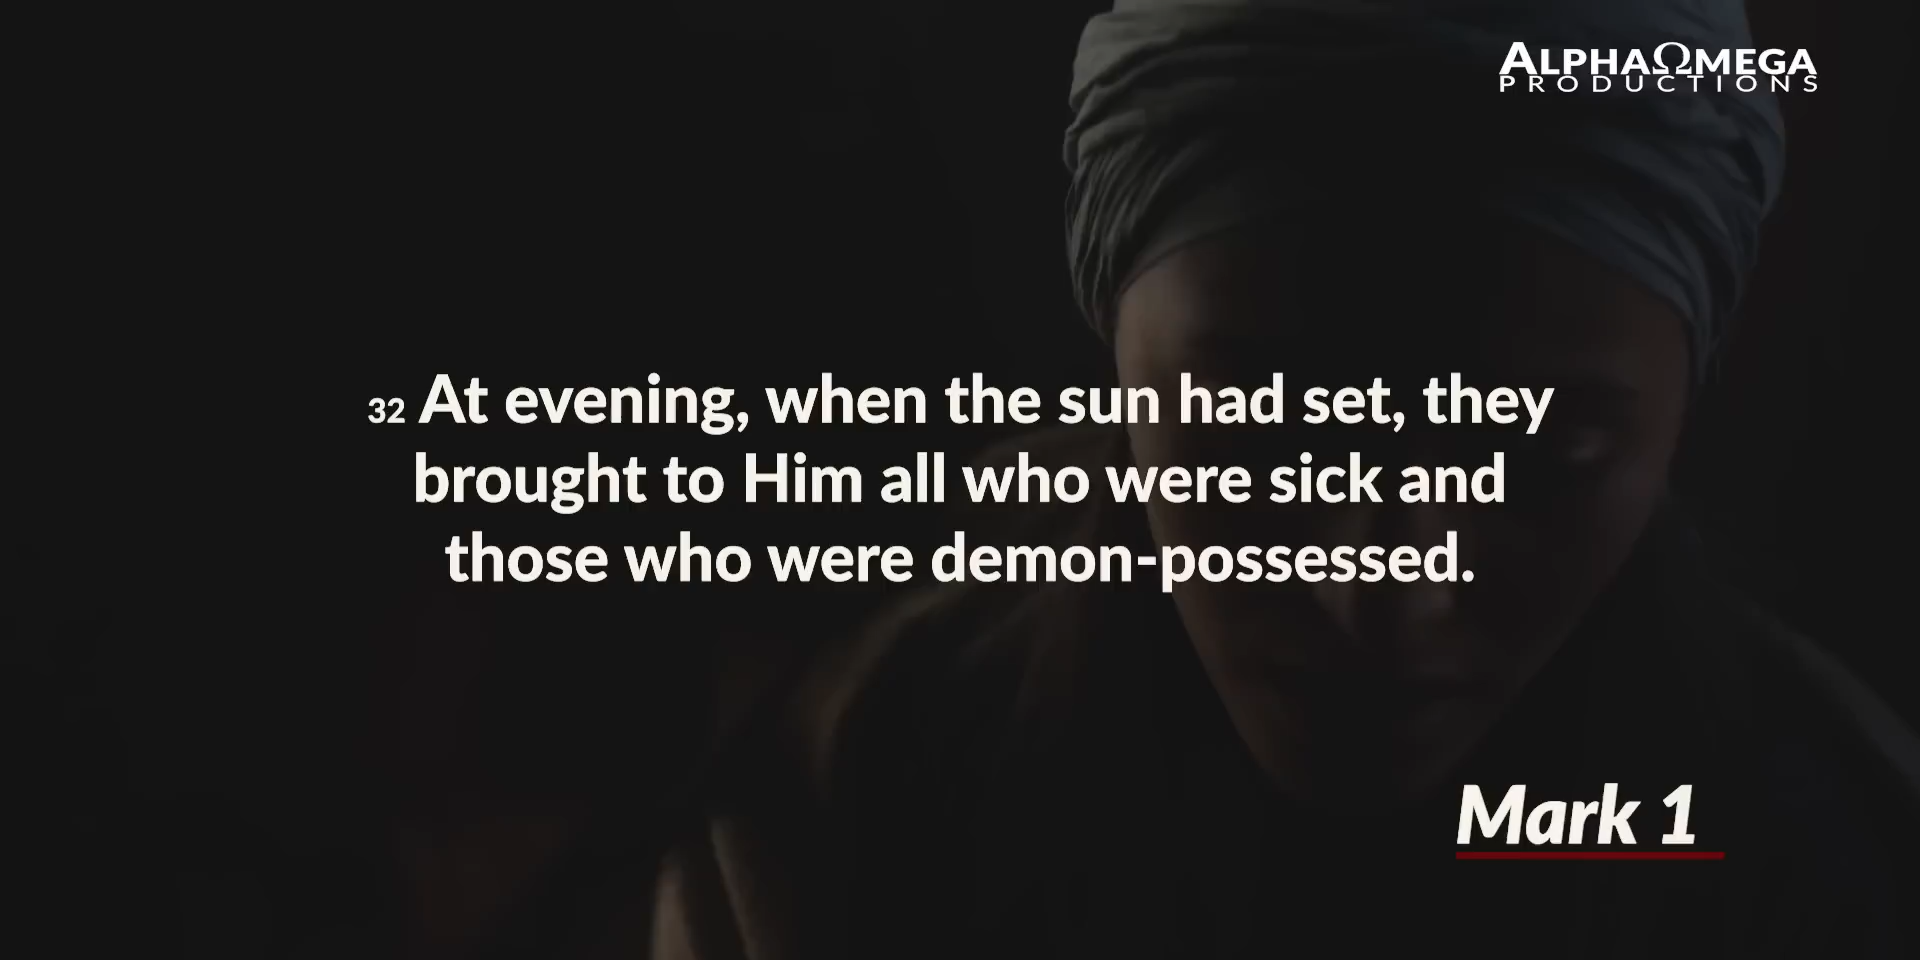 ALPHAΩMEGA
PRODUCTIONS
32 At evening, when the sun had set, they
brought to Him all who were sick and
those who were demon-possessed.
Mark 1